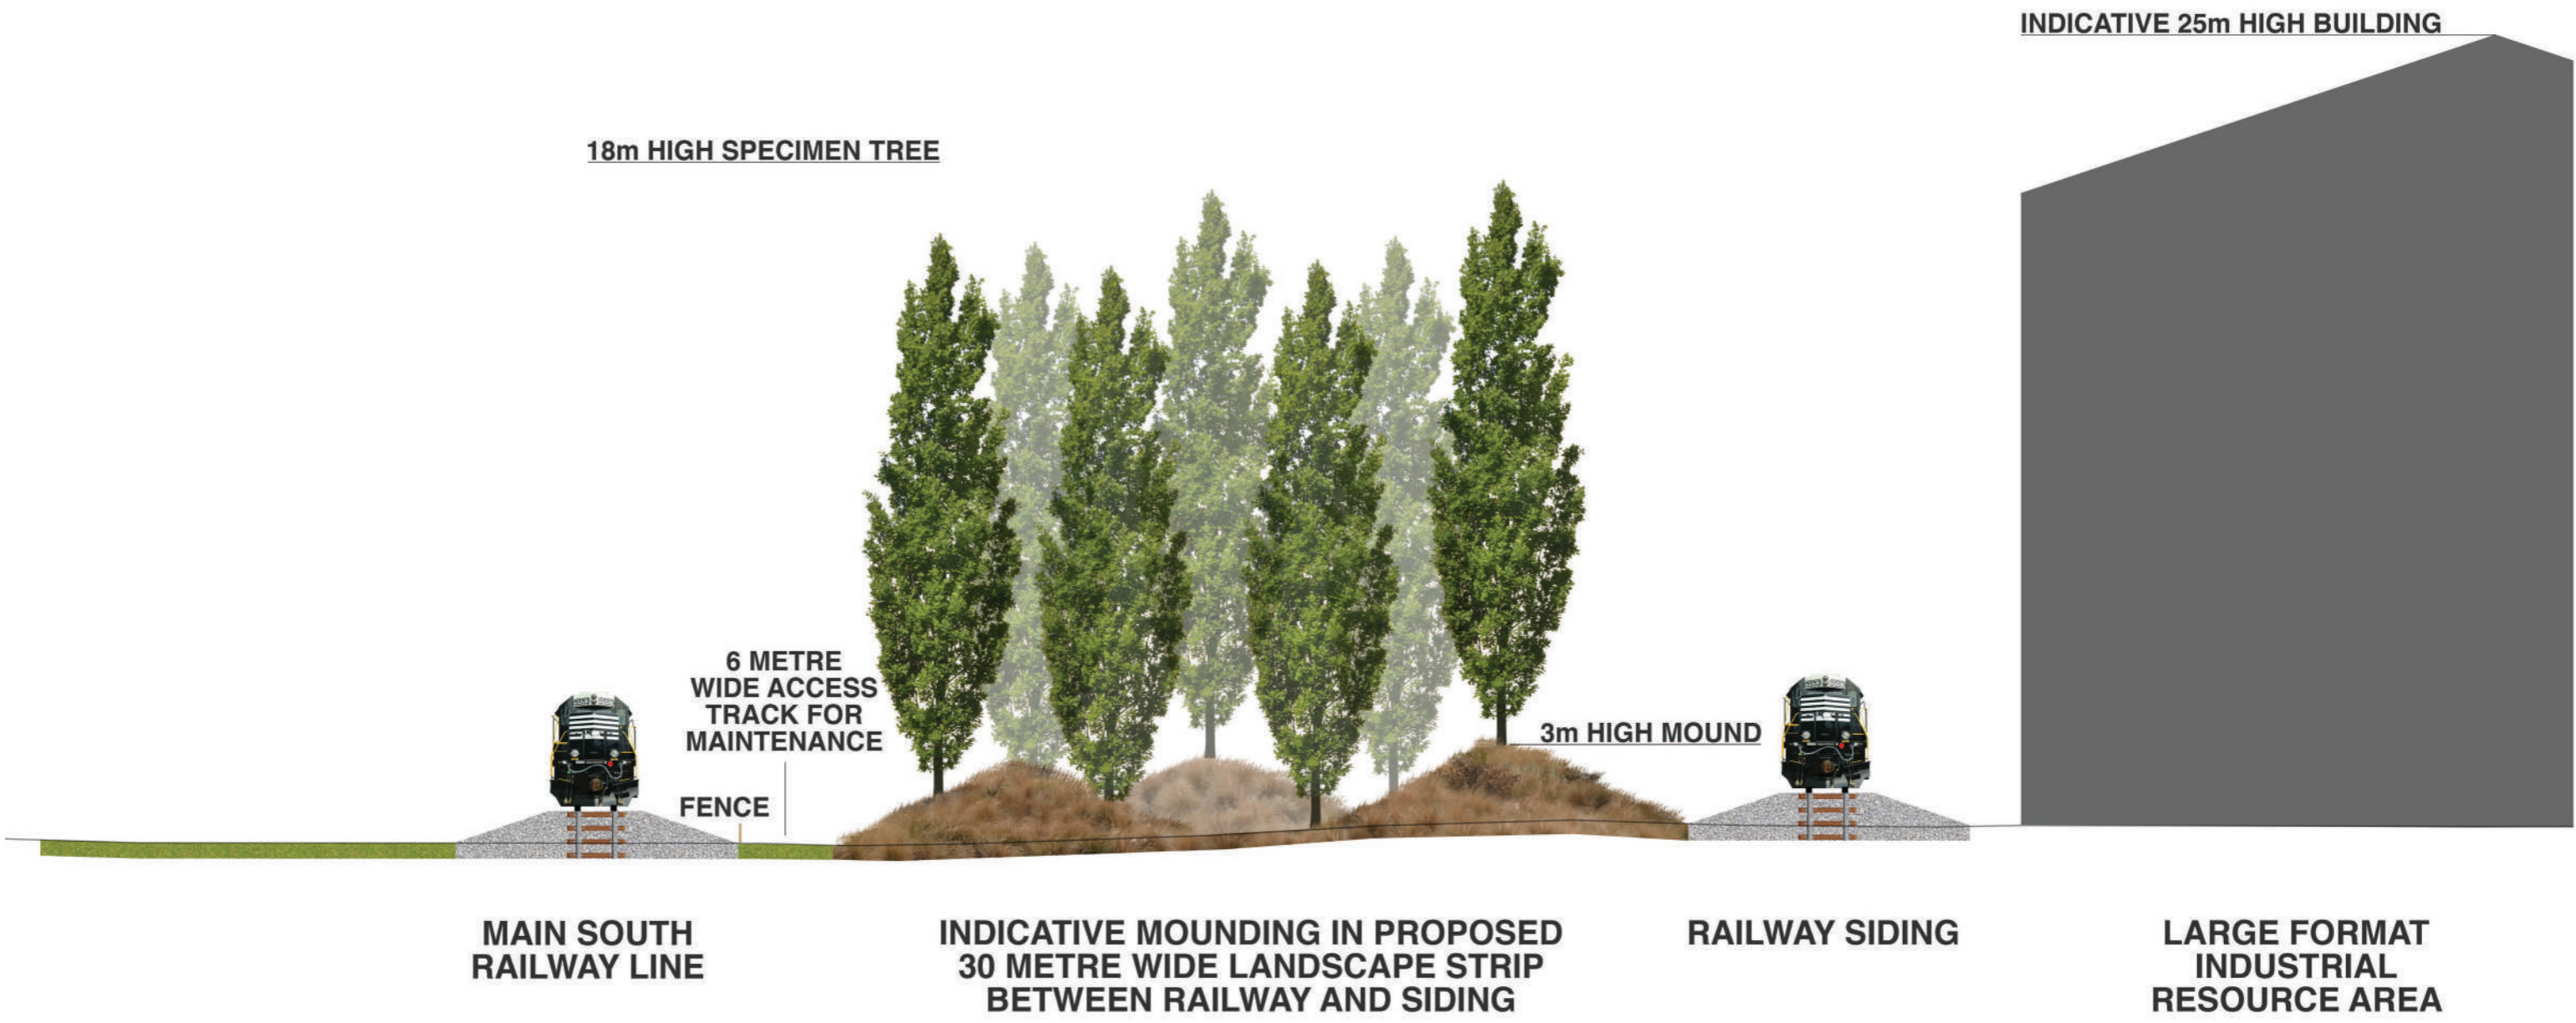 INDICATIVE 25m HIGH BUILDING
18m HIGH SPECIMEN TREE
6 METRE
WIDE ACCESS
TRACK FOR
MAINTENANCE
FENCE
3m HIGH MOUND
MAIN SOUTH
RAILWAY LINE
INDICATIVE MOUNDING IN PROPOSED
30 METRE WIDE LANDSCAPE STRIP
BETWEEN RAILWAY AND SIDING
RAILWAY SIDING
LARGE FORMAT
INDUSTRIAL
RESOURCE AREA